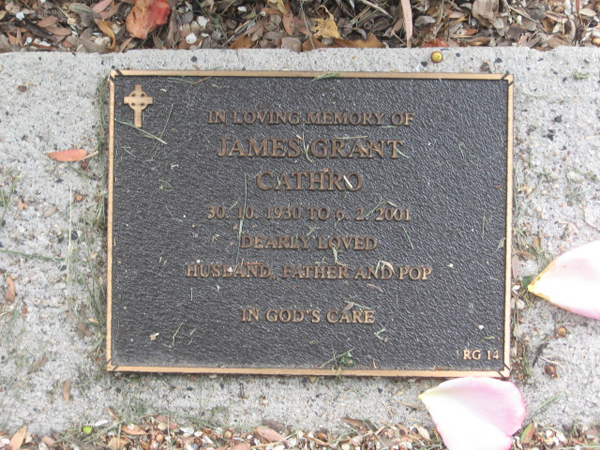 IN LOVING MEMORY OF
JAMES GRANT
CATHRO
30. 10. 1930 TO 6. 2. 2001
DEARLY LOVED
HUSBAND, FATHER AND POP
IN GOD'S CARE
RG 14